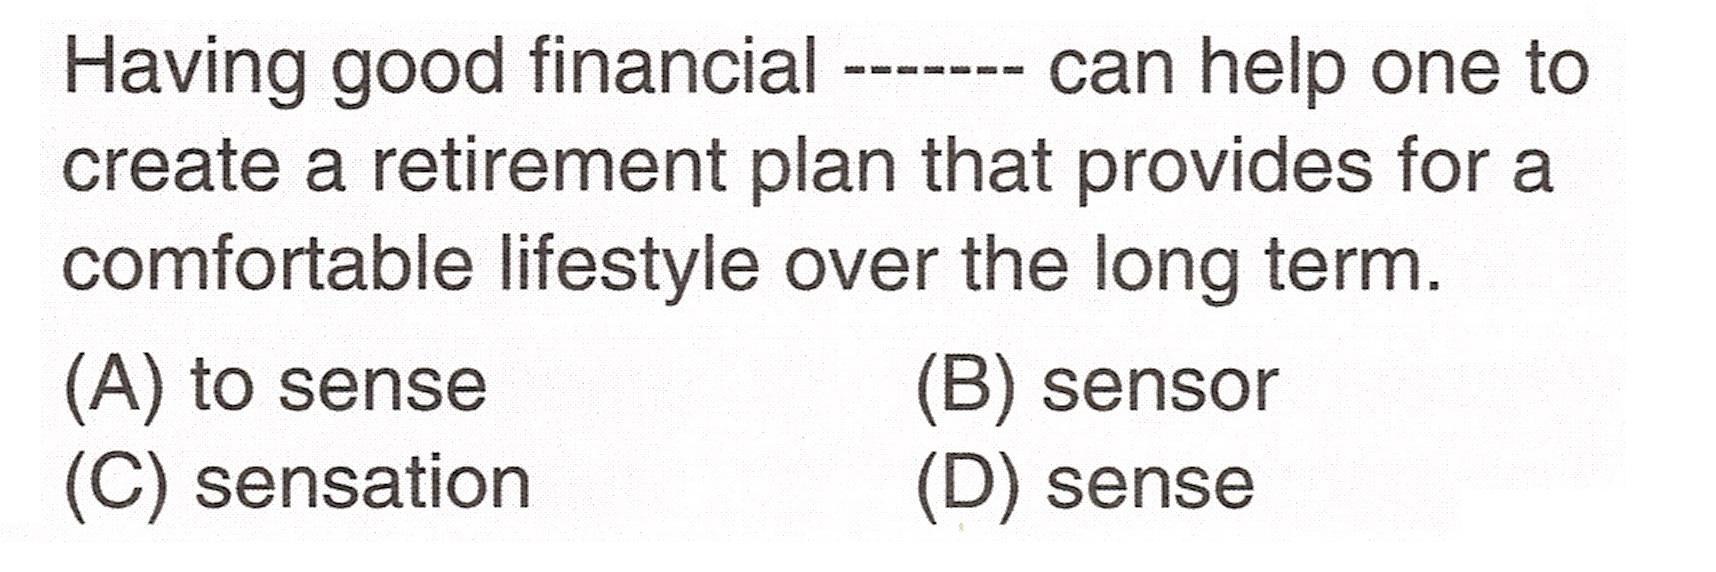 Having good financial ------- can help one to
create a retirement plan that provides for a
comfortable lifestyle over the long term.
(A) to sense (B) sensor
(C) sensation (D) sense